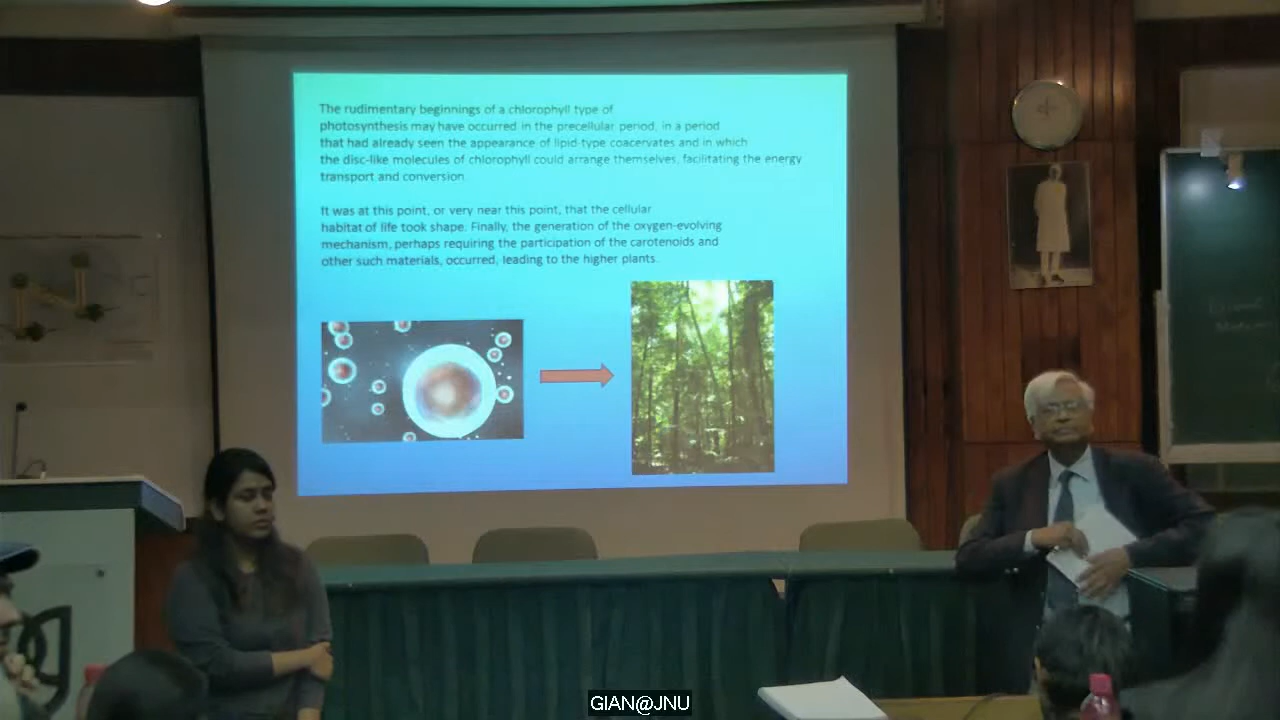 The rudimentary beginnings of a chlorophyll type of
photosynthesis may have occurred in the precellular period, in a period
that had already seen the appearance of lipid-type coacervates and in which
the disc-like molecules of chlorophyll could arrange themselves, facilitating the energy
transport and conversion.
It was at this point, or very near this point, that the cellular
habitat of life took shape. Finally, the generation of the oxygen-evolving
mechanism, perhaps requiring the participation of the carotenoids and
other such materials, occurred, leading to the higher plants.
GIAN@JNU